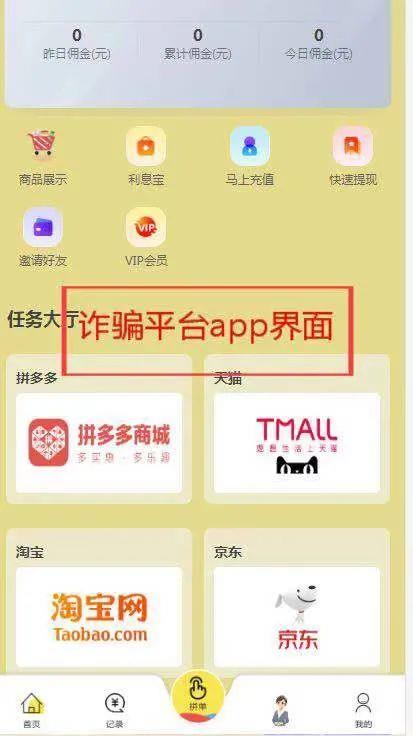 0 0 0
昨日佣金(元) 累计佣金(元) 今日佣金(元)
商品展示 利息宝 马上充值 快速提现
VIP
邀请好友 VIP会员
任务大厅
诈骗平台app界面
拼多多 天猫
拼多多商城
多实惠·多乐趣
TMALL
理想生活上天猫
淘宝 京东
淘宝网
Taobao.com
京东
拼单
首页 记录 我的